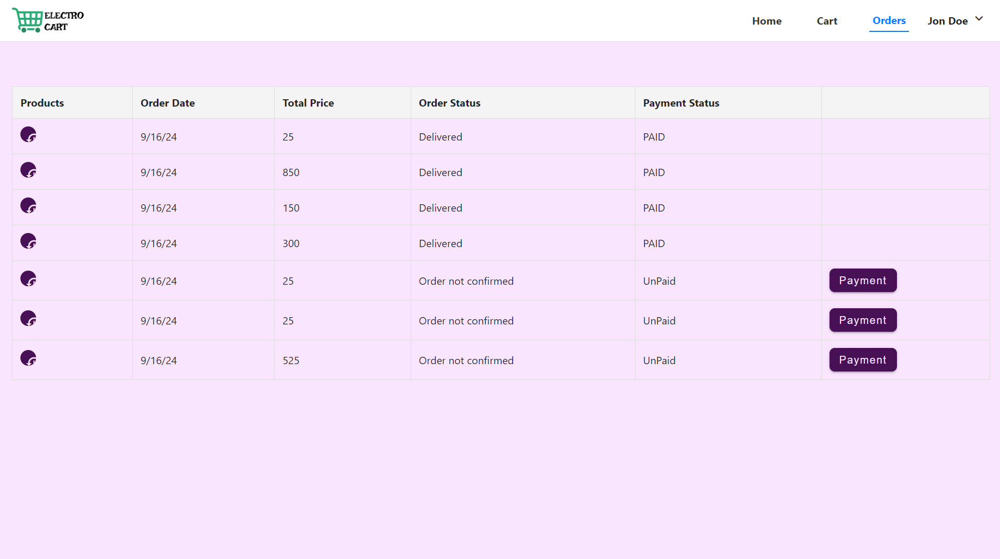 ELECTRO
CART
Home Cart Orders Jon Doe
Products Order Date Total Price Order Status Payment Status
9/16/24 25 Delivered PAID
9/16/24 850 Delivered PAID
9/16/24 150 Delivered PAID
9/16/24 300 Delivered PAID
9/16/24 25 Order not confirmed UnPaid Payment
9/16/24 25 Order not confirmed UnPaid Payment
9/16/24 525 Order not confirmed UnPaid Payment